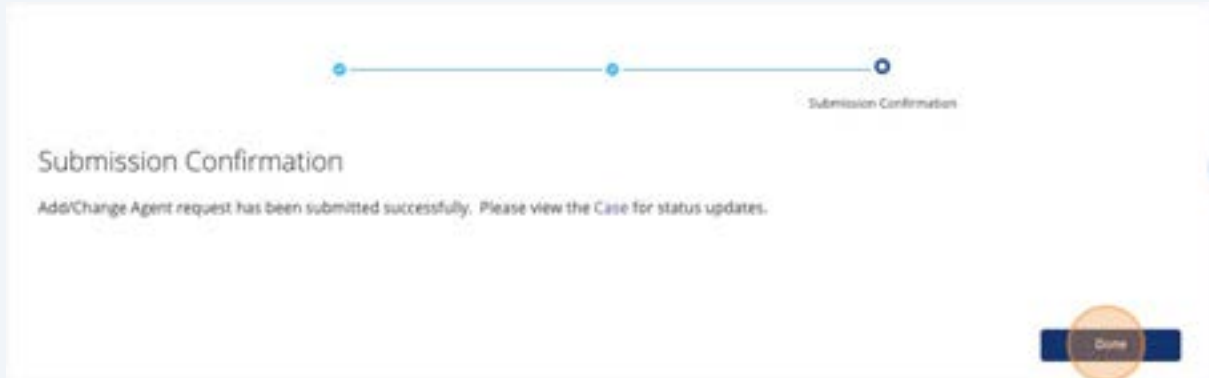 Submission Confirmation
Submission Confirmation
Add/Change Agent request has been submitted successfully. Please view the Case for status updates.
Done